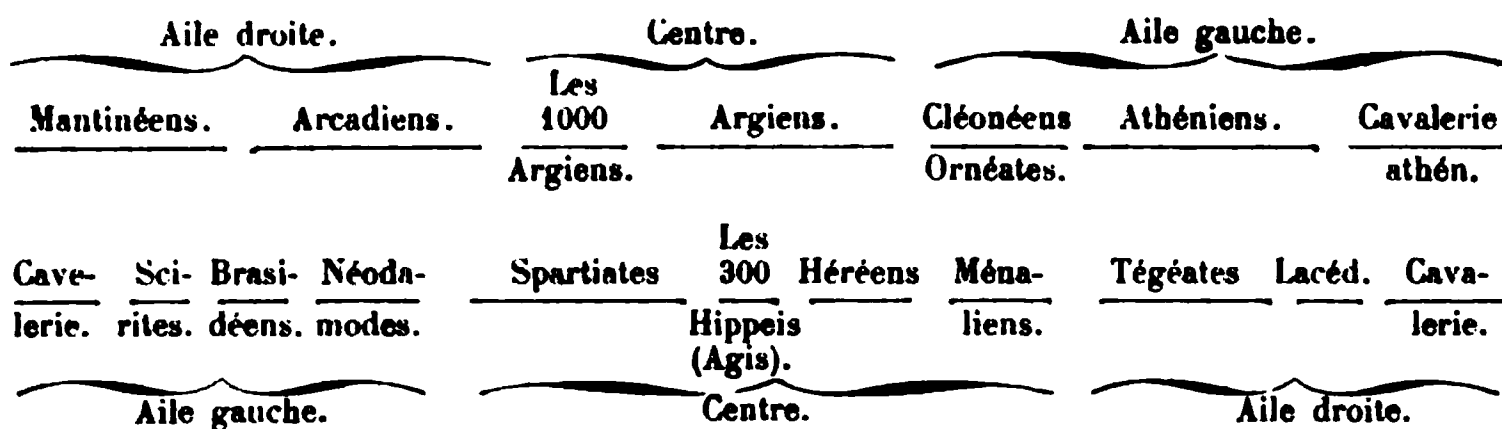 Aile droite. Centre. Aile gauche.
Les
Mantinéens. Arcadiens. 1000 Argiens. Cléonéens Athéniens. Cavalerie
Argiens. Ornéates. athén.
Les
Cave- Sci- Brasi- Néoda- Spartiates 300 Héréens Ména- Tégéates Lacéd. Cava-
lerie. rites. déens. modes. Hippeis liens. lerie.
(Agis).
Aile gauche. Centre. Aile droite.